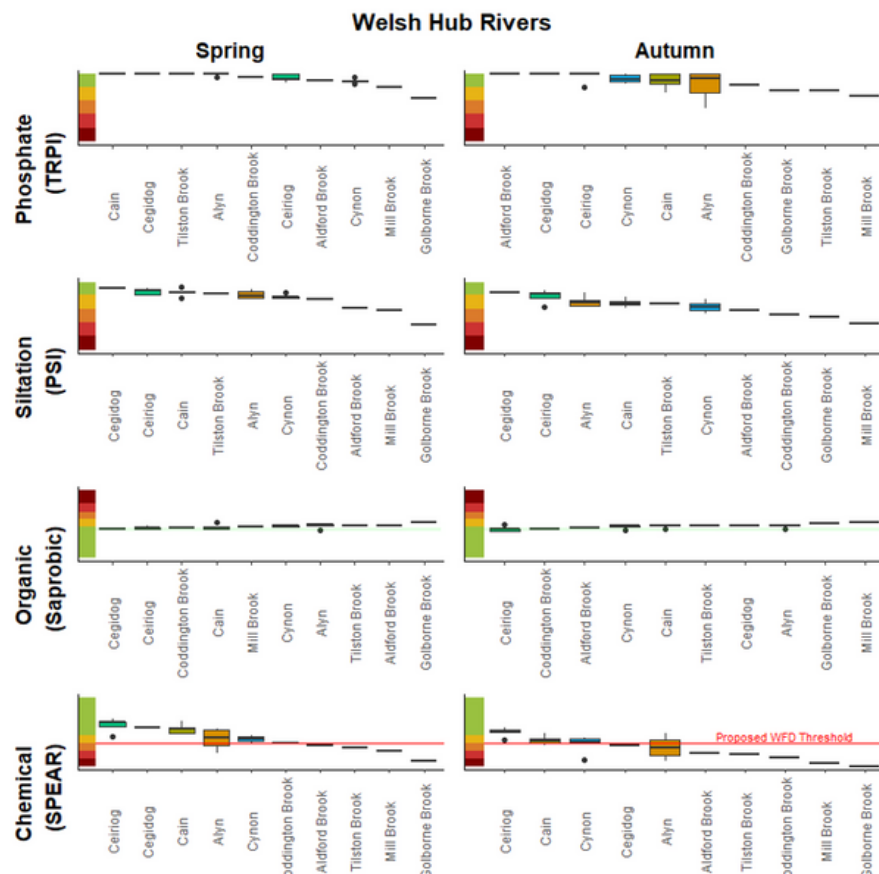 Welsh Hub Rivers
Spring
Autumn
Phosphate
(TRPI)
Cain
Cegidog
Tilston Brook
Alyn
Coddington Brook
Ceiriog
Aldford Brook
Cynon
Mill Brook
Golborne Brook
Aldford Brook
Cegidog
Ceiriog
Cynon
Cain
Alyn
Coddington Brook
Golborne Brook
Tilston Brook
Mill Brook
Siltation
(PSI)
Cegidog
Ceiriog
Cain
Tilston Brook
Alyn
Cynon
Coddington Brook
Aldford Brook
Mill Brook
Golborne Brook
Tilston Brook
Ceiriog
Alyn
Cain
Coddington Brook
Cynon
Aldford Brook
Cegidog
Golborne Brook
Mill Brook
Organic
(Saprobic)
Cegidog
Ceiriog
Coddington Brook
Cain
Mill Brook
Cynon
Alyn
Tilston Brook
Aldford Brook
Golborne Brook
Ceiriog
Coddington Brook
Aldford Brook
Cynon
Cain
Tilston Brook
Cegidog
Alyn
Golborne Brook
Mill Brook
Chemical
(SPEAR)
Proposed WFD Threshold
Ceiriog
Cegidog
Cain
Alyn
Cynon
oddington Brook
Aldford Brook
Tilston Brook
Mill Brook
Golborne Brook
Ceiriog
Cain
Cynon
Cegidog
Alyn
Aldford Brook
Tilston Brook
oddington Brook
Mill Brook
Golborne Brook